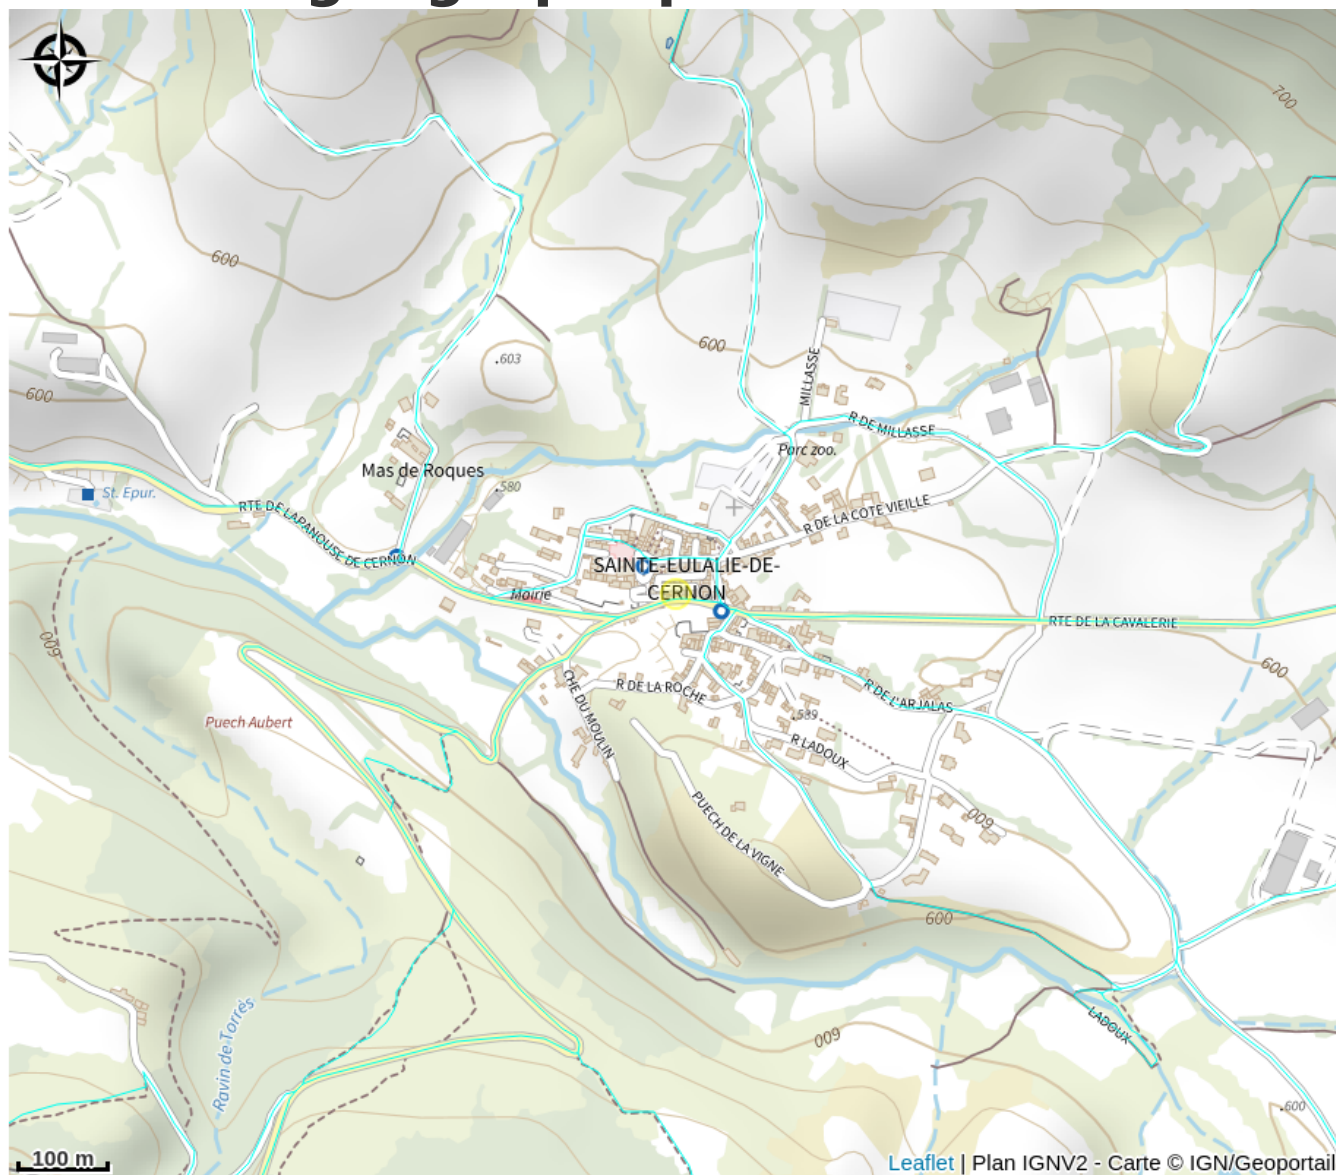 700
600
600
600
.603
MILLASSE
R DE MILLASSE
Parc zoo.
Mas de Roques
.580
St. Epur.
RTE DE LAPANOUSE DE CERNON
R DE LA COTE VIEILLE
SAINTE-EULALIE-DE-
CERNON
Mairie
RTE DE LA CAVALERIE
600
600
CHE DU MOULIN
R DE LA ROCHE
R DE L'ARJALAS
.589
R LADOUX
Puech Aubert
PUECH DE LA VIGNE
600
600
Ravin de Torriès
LADOUX
600
.600
100 m
Leaflet | Plan IGNV2 - Carte © IGN/Geoportail